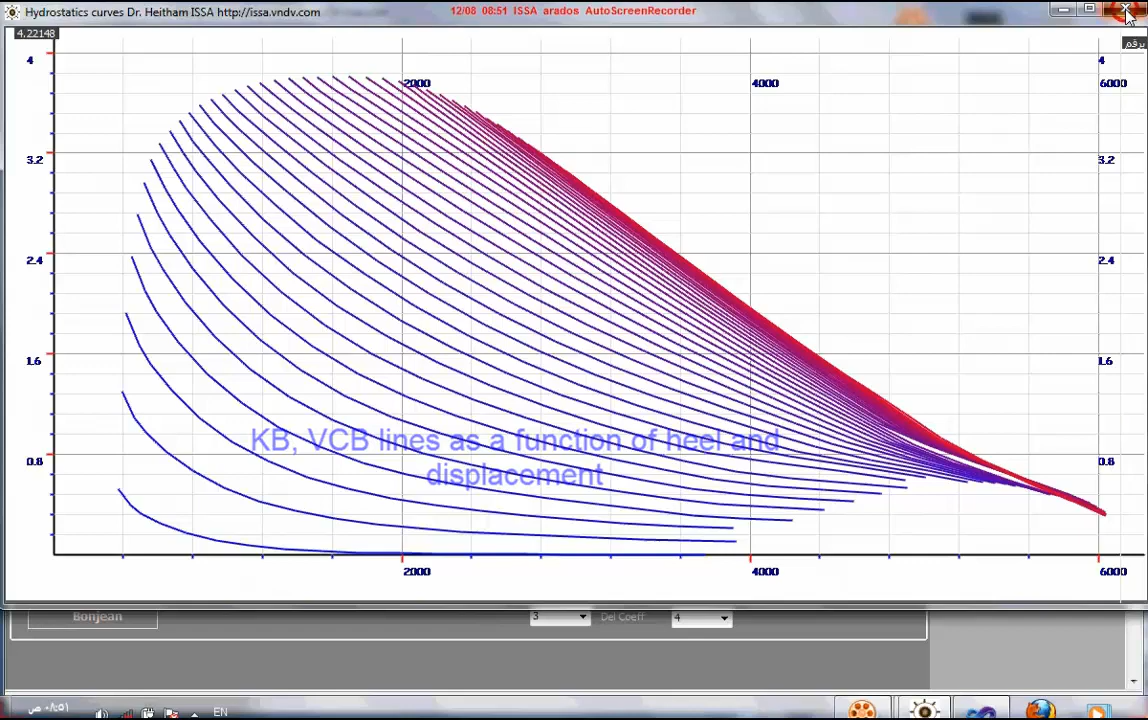 Hydrostatics curves Dr. Heitham ISSA http://issa.vndv.com
12/08 08:51 ISSA arados AutoScreenRecorder
4.22148
برقم
4
4
2000
4000
6000
3.2
3.2
2.4
2.4
1.6
1.6
0.8
0.8
KB, VCB lines as a function of heel and
displacement
2000
4000
6000
Bonjean
3
Del Coeff
4
٠٨:٥١ ص
EN